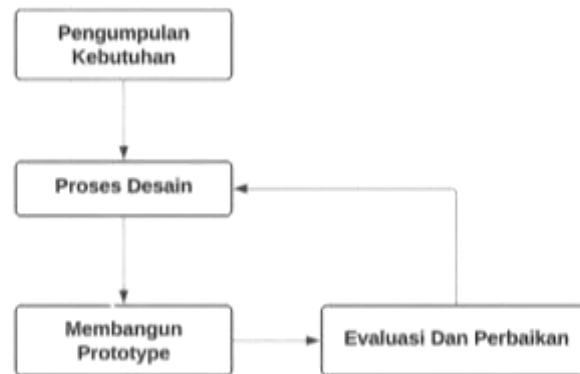 Pengumpulan
Kebutuhan
Proses Desain
Membangun
Prototype
Evaluasi Dan Perbaikan